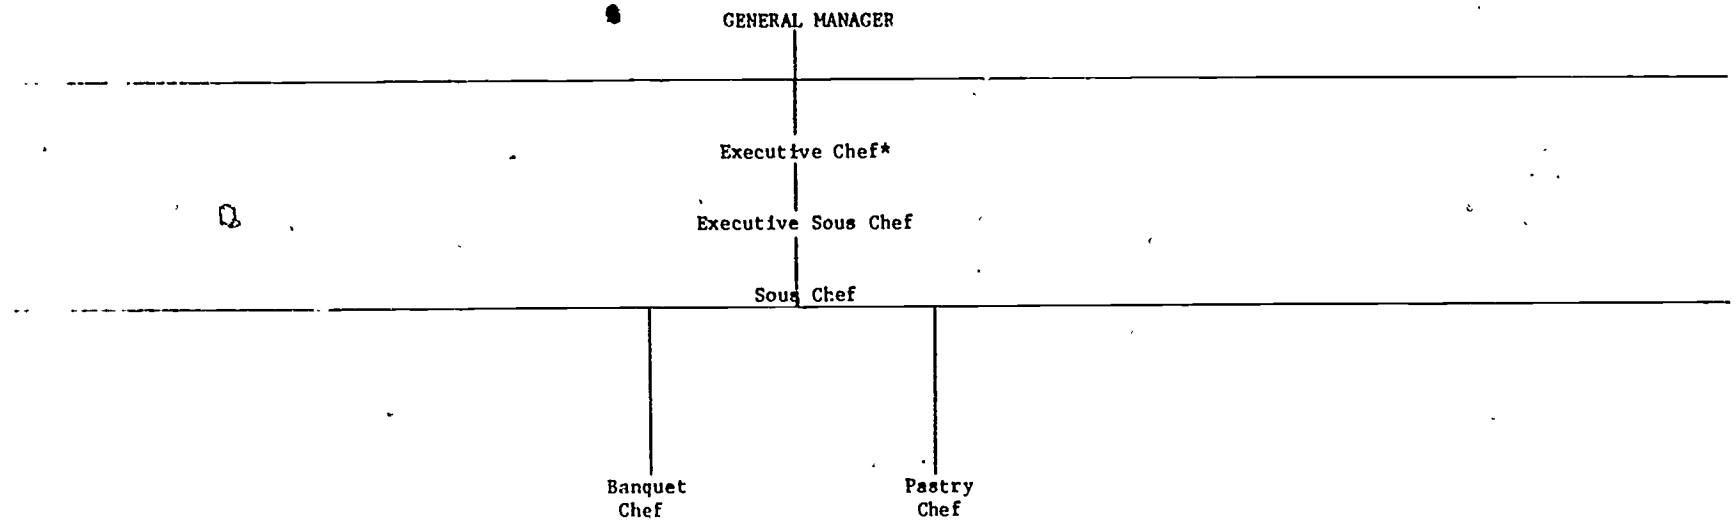 GENERAL MANAGER
Executive Chef*
Executive Sous Chef
Sous Chef
Banquet
Chef
Pastry
Chef